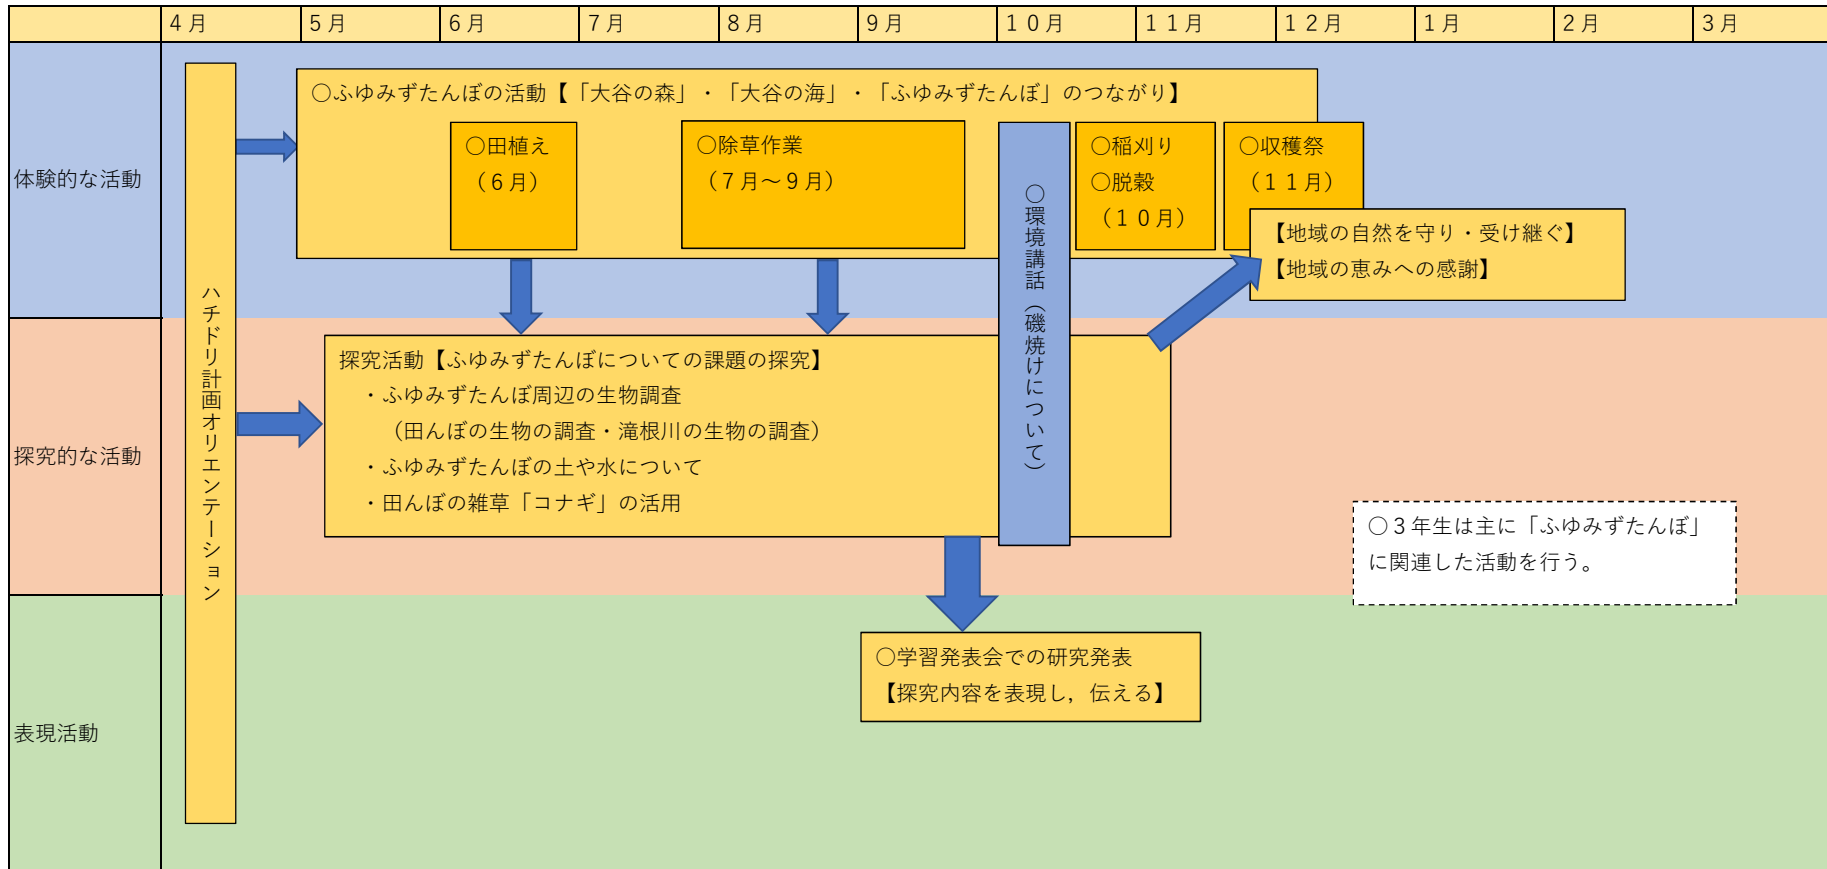 ４月
５月
６月
７月
８月
９月
１０月
１１月
１２月
１月
２月
３月
体験的な活動
探究的な活動
表現活動
ハチドリ計画オリエンテーション
○ふゆみずたんぼの活動【「大谷の森」・「大谷の海」・「ふゆみずたんぼ」のつながり】
○田植え
（６月）
○除草作業
（７月～９月）
○環境講話（磯焼けについて）
○稲刈り
○脱穀
（１０月）
○収穫祭
（１１月）
【地域の自然を守り・受け継ぐ】
【地域の恵みへの感謝】
探究活動【ふゆみずたんぼについての課題の探究】
・ふゆみずたんぼ周辺の生物調査
（田んぼの生物の調査・滝根川の生物の調査）
・ふゆみずたんぼの土や水について
・田んぼの雑草「コナギ」の活用
○３年生は主に「ふゆみずたんぼ」
に関連した活動を行う。
○学習発表会での研究発表
【探究内容を表現し，伝える】